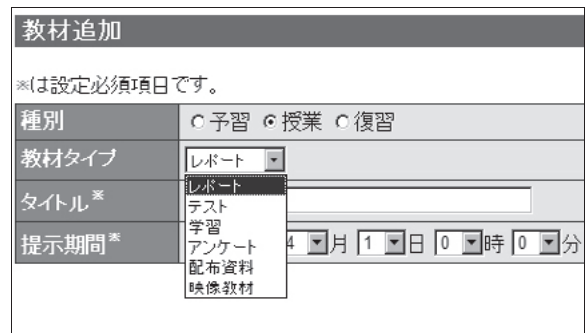 教材追加
※は設定必須項目です。
種別 予習 授業 復習
教材タイプ レポート
レポート
タイトル※
テスト
学習
提示期間※ 4 月 1 日 0 時 0 分
アンケート
配布資料
映像教材